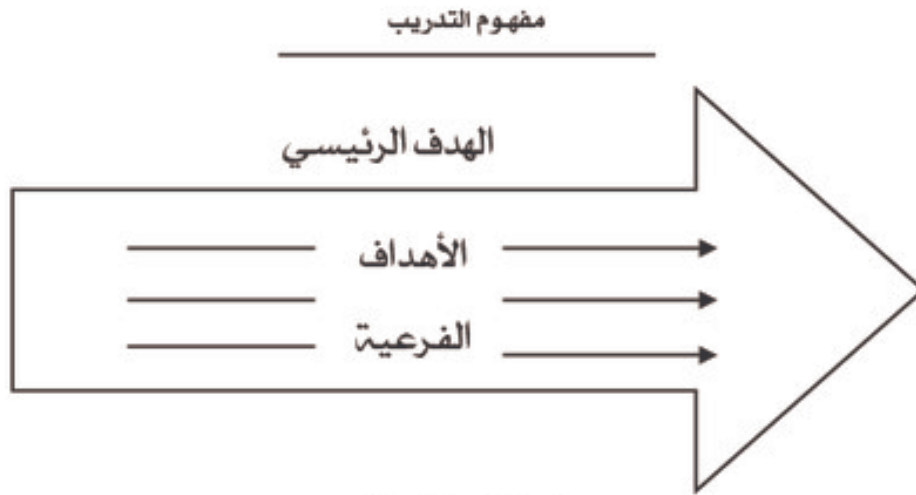 مفهوم التدريب
الهدف الرئيسي
الأهداف
الفرعية